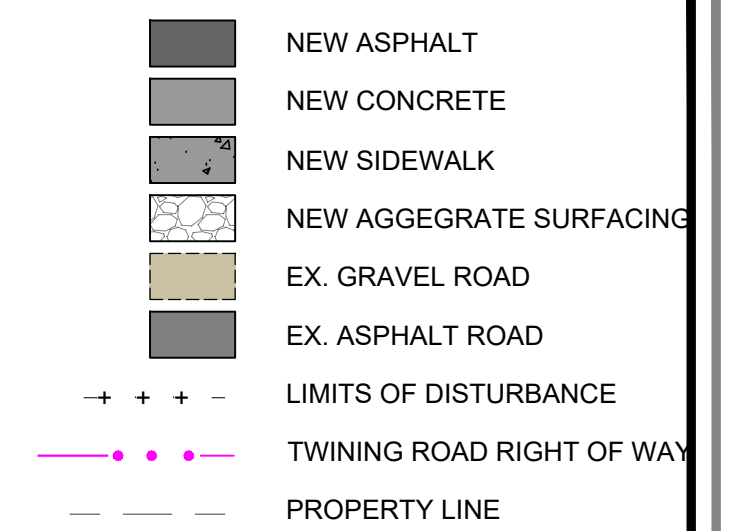 NEW ASPHALT
NEW CONCRETE
NEW SIDEWALK
NEW AGGEGRATE SURFACING
EX. GRAVEL ROAD
EX. ASPHALT ROAD
LIMITS OF DISTURBANCE
TWINING ROAD RIGHT OF WAY
PROPERTY LINE